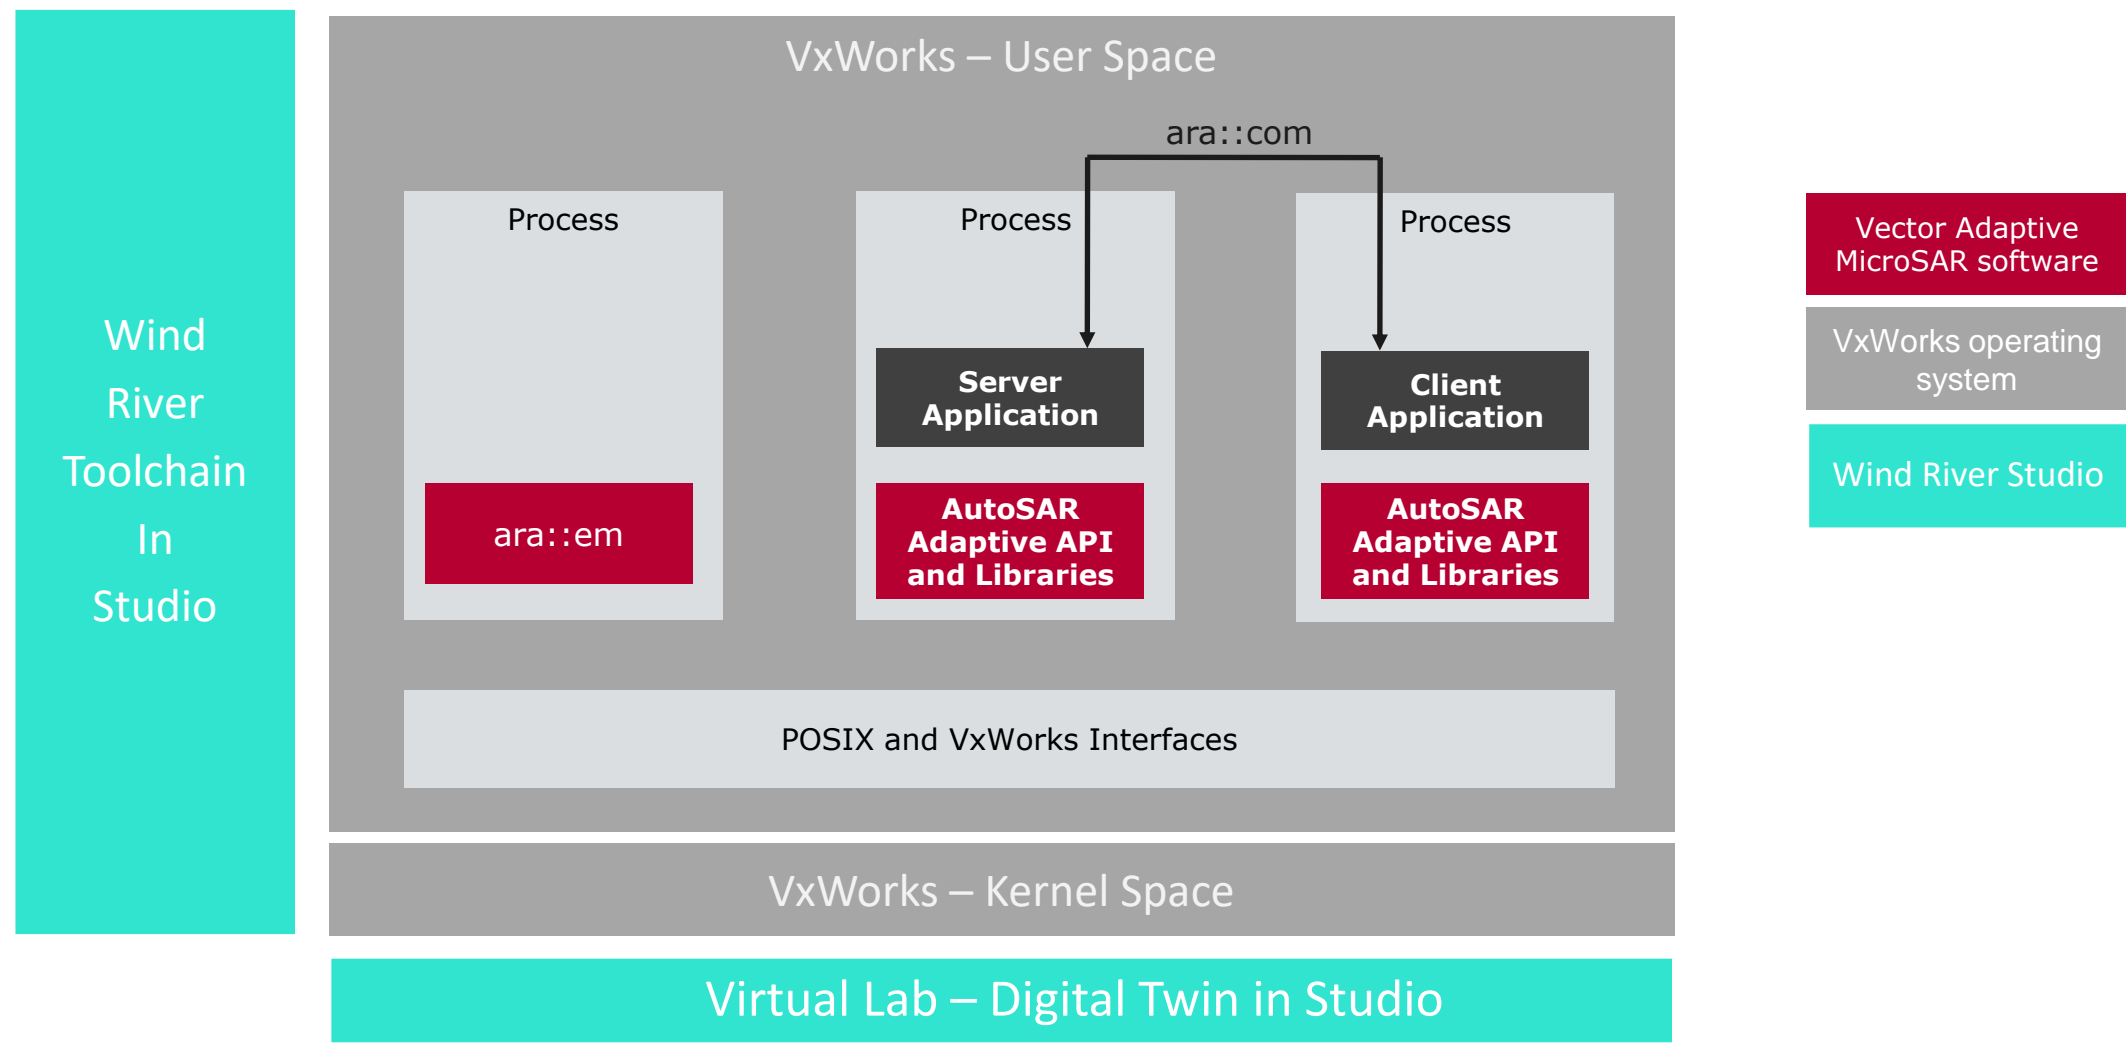 VxWorks – User Space
ara::com
Process
Process
Process
Wind
River
Toolchain
In
Studio
Server
Application
Client
Application
ara::em
AutoSAR
Adaptive API
and Libraries
AutoSAR
Adaptive API
and Libraries
POSIX and VxWorks Interfaces
VxWorks – Kernel Space
Virtual Lab – Digital Twin in Studio
Vector Adaptive
MicroSAR software
VxWorks operating
system
Wind River Studio